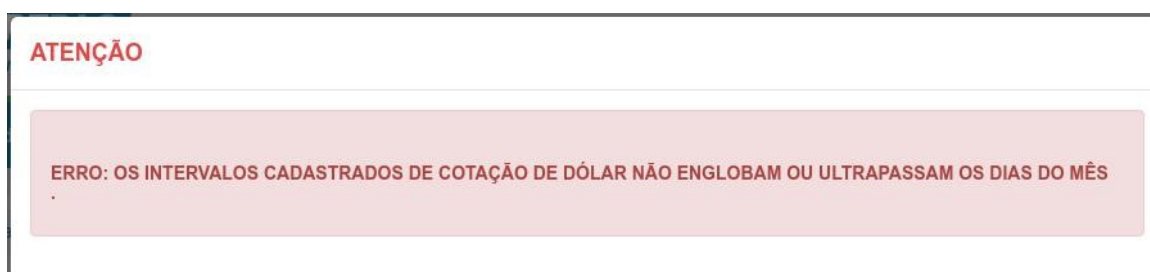 ATENÇÃO
ERRO: OS INTERVALOS CADASTRADOS DE COTAÇÃO DE DÓLAR NÃO ENGLOBAM OU ULTRAPASSAM OS DIAS DO MÊS
.